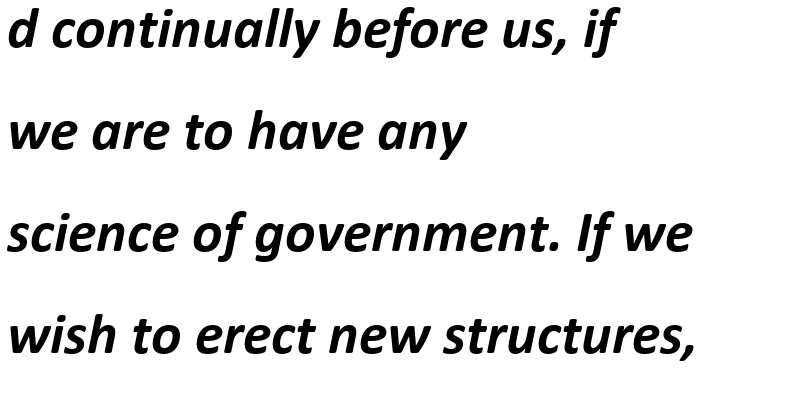 d continually before us, if
we are to have any
science of government. If we
wish to erect new structures,